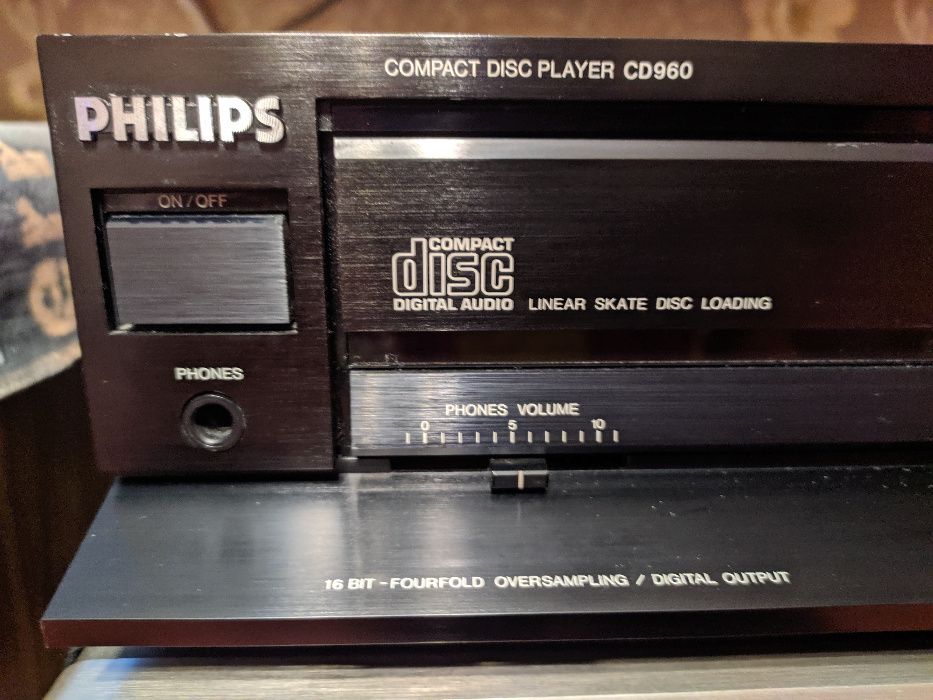 COMPACT DISC PLAYER CD960
PHILIPS
ON / OFF
COMPACT
disc
DIGITAL AUDIO
LINEAR SKATE DISC LOADING
PHONES
PHONES VOLUME
0 5 10
16 BIT - FOURFOLD OVERSAMPLING / DIGITAL OUTPUT